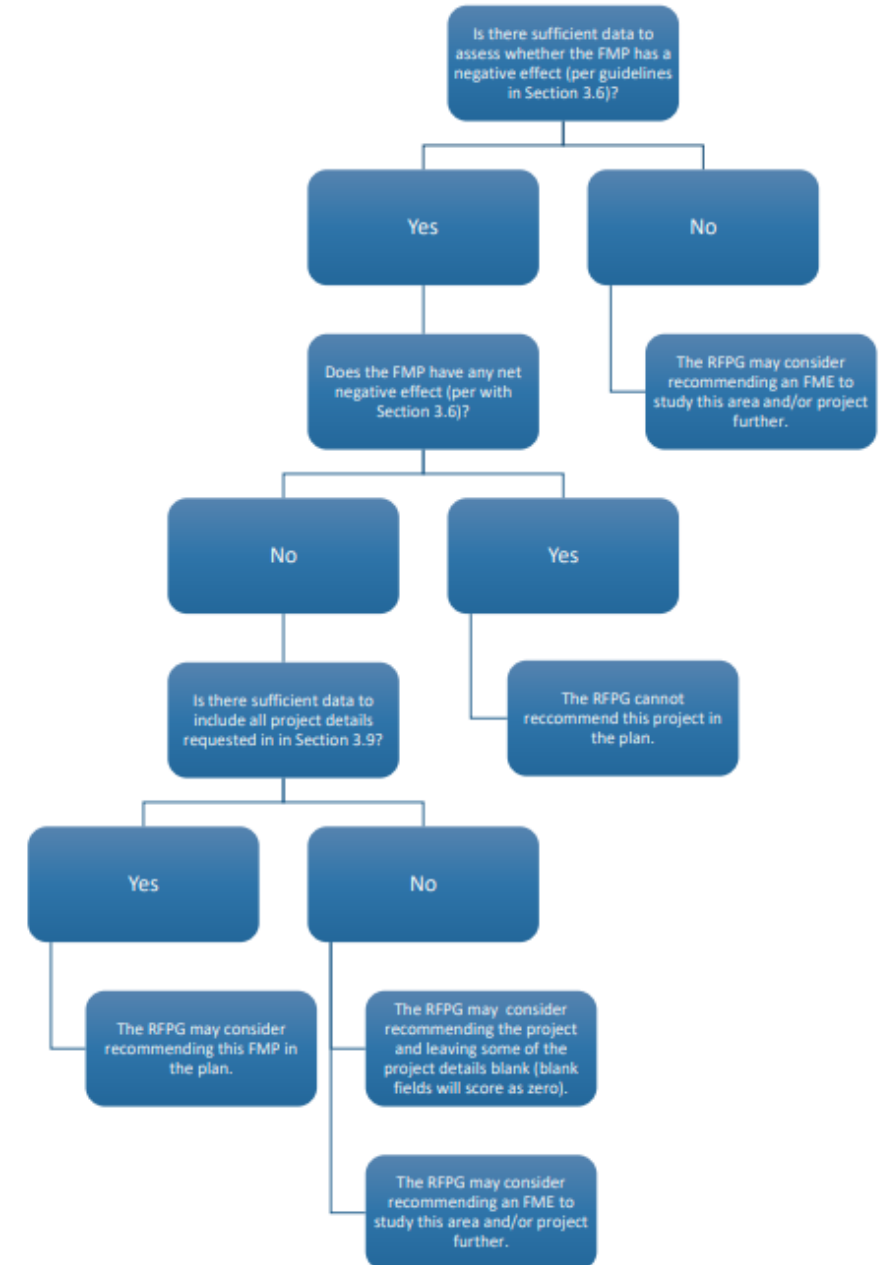 Is there sufficient data to
assess whether the FMP has a
negative effect (per guidelines
in Section 3.6)?
Yes
No
Does the FMP have any net
negative effect (per with
Section 3.6)?
The RFPG may consider
recommending an FME to
study this area and/or project
further.
No
Yes
Is there sufficient data to
include all project details
requested in in Section 3.9?
The RFPG cannot
reccommend this project in
the plan.
Yes
No
The RFPG may consider
recommending this FMP in
the plan.
The RFPG may  consider
recommending the project
and leaving some of the
project details blank (blank
fields will score as zero).
The RFPG may consider
recommending an FME to
study this area and/or project
further.